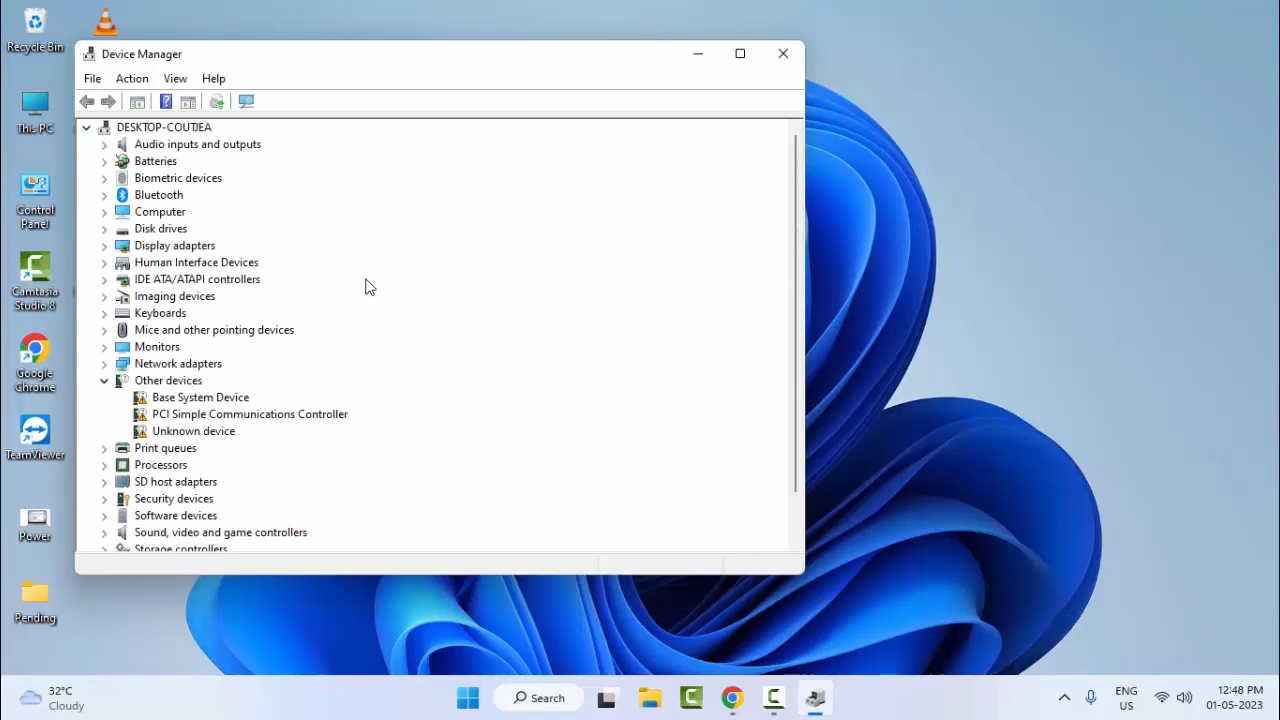 Recycle Bin
This PC
Control
Panel
Camtasia
Studio 8
Google
Chrome
TeamViewer
Power
Pending
Device Manager
File Action View Help
DESKTOP-COUTJEA
Audio inputs and outputs
Batteries
Biometric devices
Bluetooth
Computer
Disk drives
Display adapters
Human Interface Devices
IDE ATA/ATAPI controllers
Imaging devices
Keyboards
Mice and other pointing devices
Monitors
Network adapters
Other devices
Base System Device
PCI Simple Communications Controller
Unknown device
Print queues
Processors
SD host adapters
Security devices
Software devices
Sound, video and game controllers
Storage controllers
32°C
Cloudy
Search
ENG
US
12:48 PM
01-05-2023